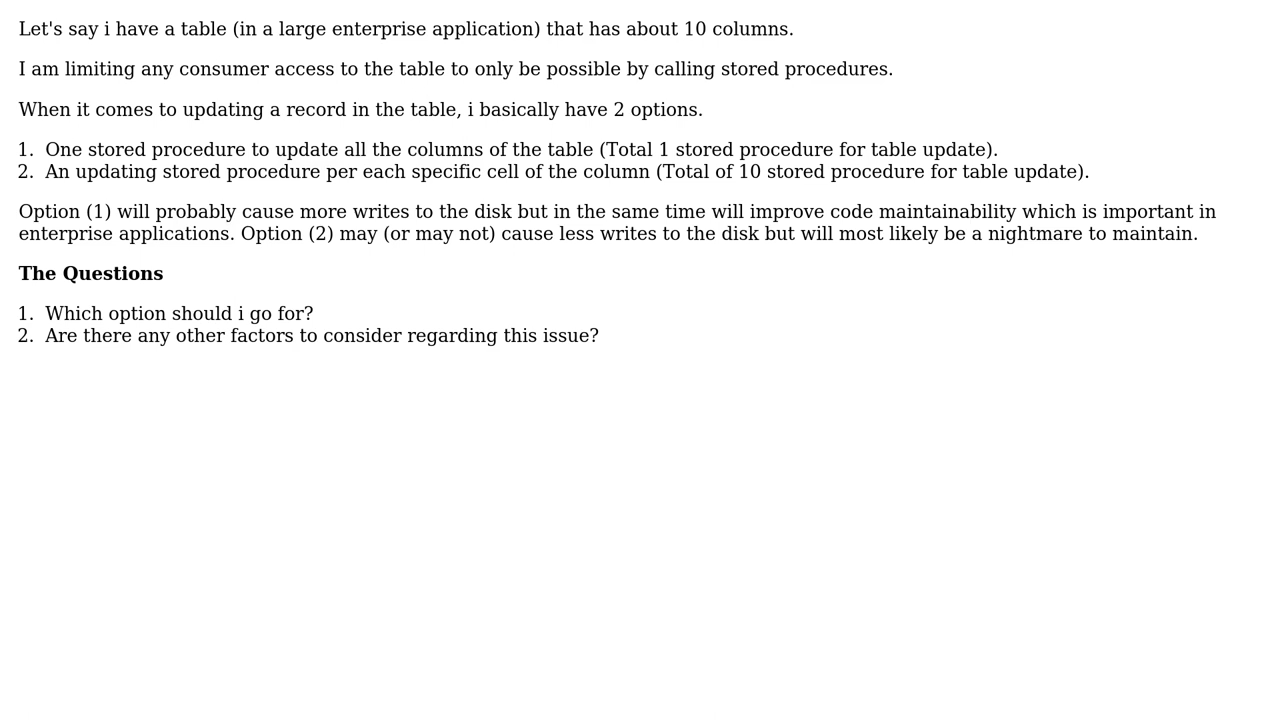 Let's say i have a table (in a large enterprise application) that has about 10 columns.
I am limiting any consumer access to the table to only be possible by calling stored procedures.
When it comes to updating a record in the table, i basically have 2 options.
1. One stored procedure to update all the columns of the table (Total 1 stored procedure for table update).
2. An updating stored procedure per each specific cell of the column (Total of 10 stored procedure for table update).
Option (1) will probably cause more writes to the disk but in the same time will improve code maintainability which is important in
enterprise applications. Option (2) may (or may not) cause less writes to the disk but will most likely be a nightmare to maintain.
The Questions
1. Which option should i go for?
2. Are there any other factors to consider regarding this issue?